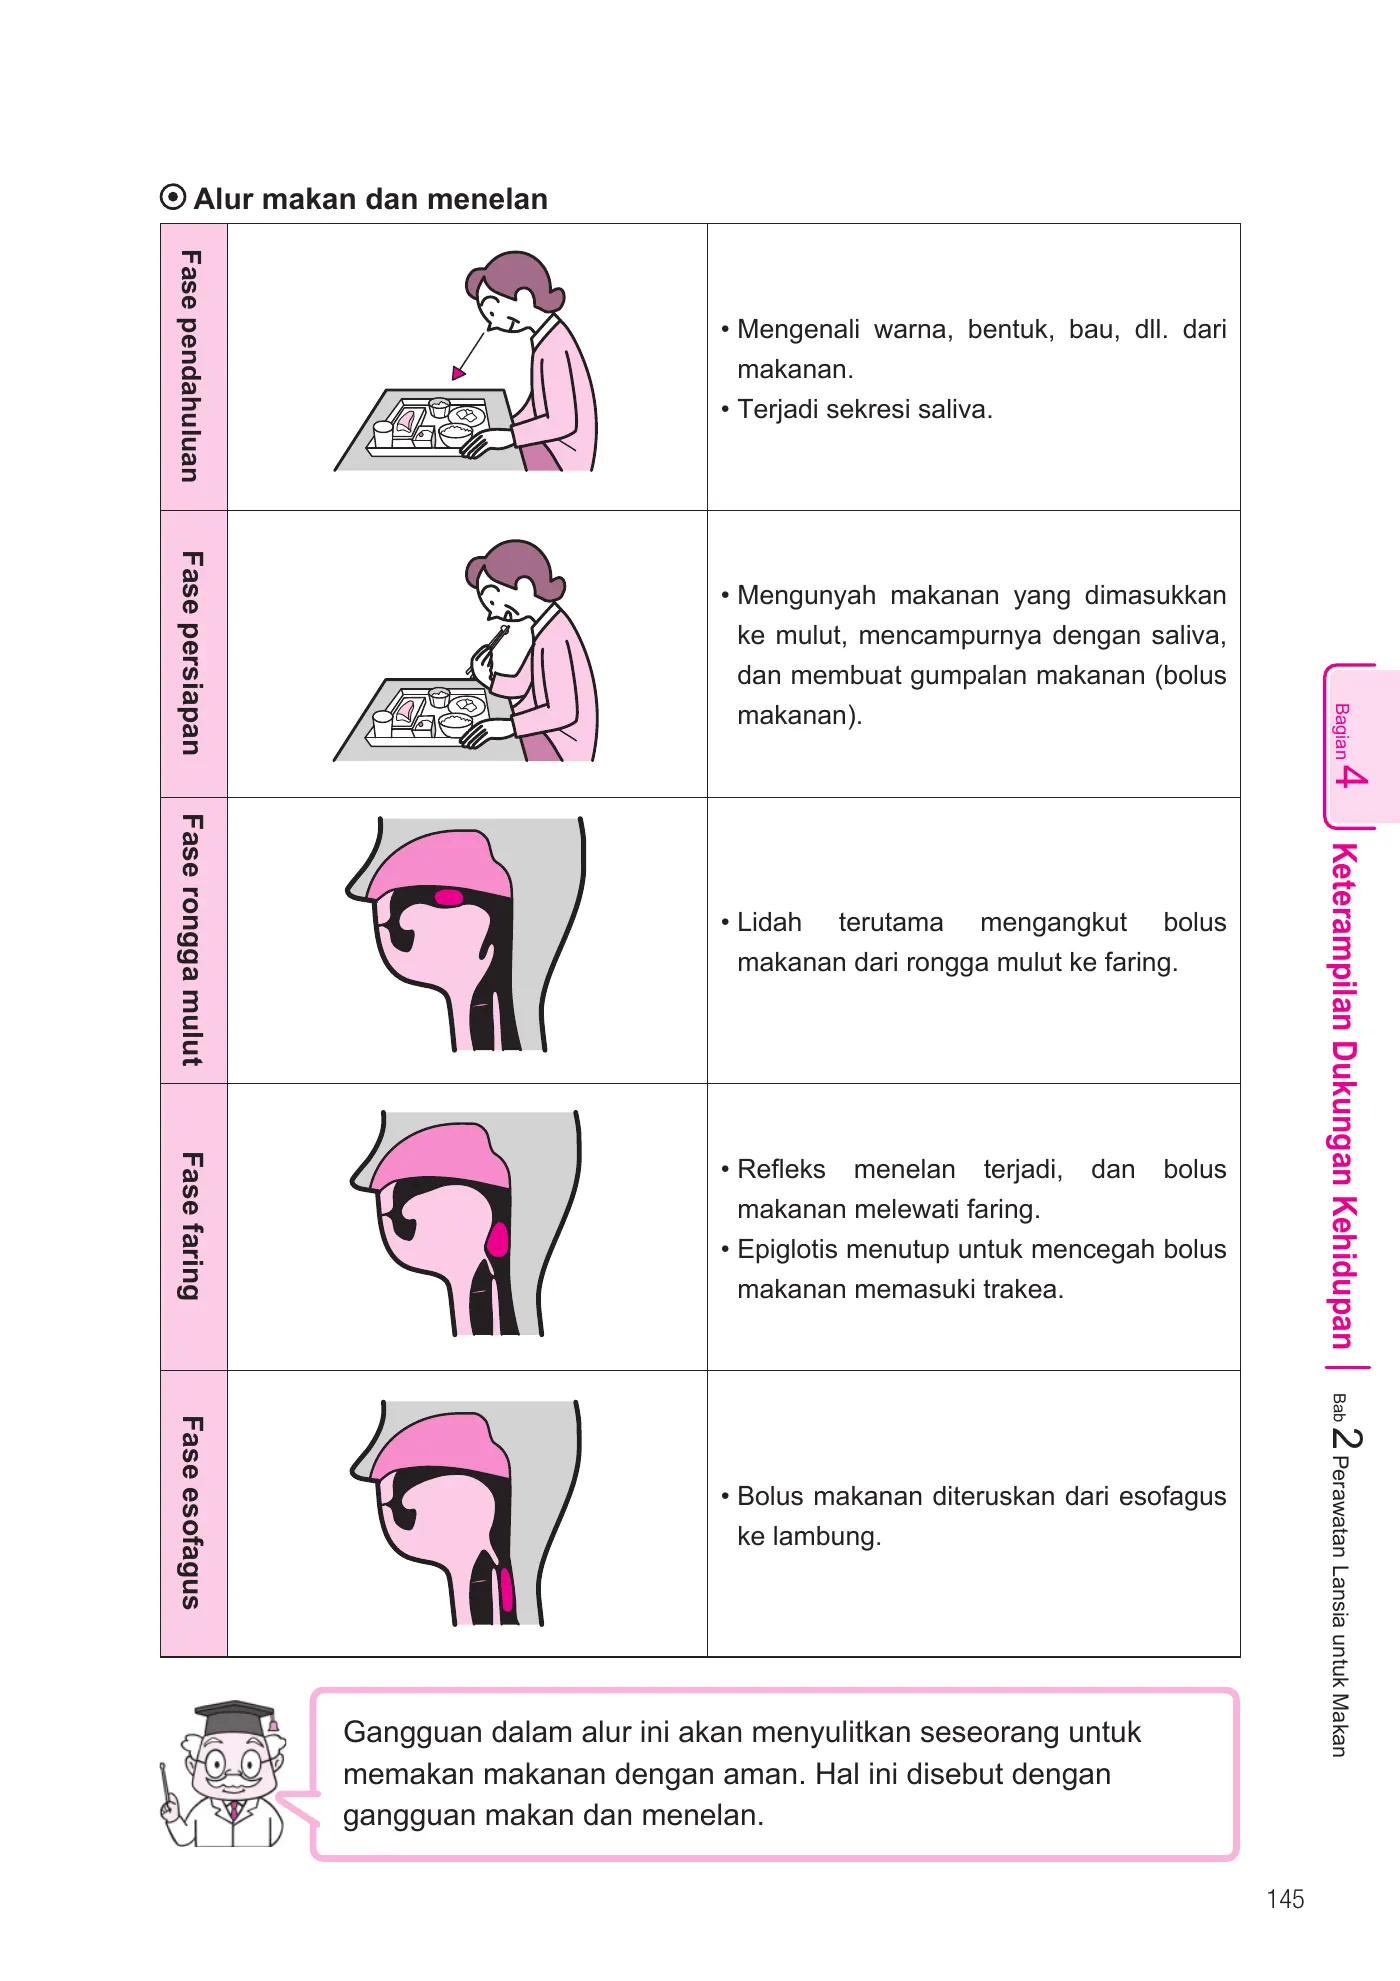 Alur makan dan menelan
Fase pendahuluan
• Mengenali warna, bentuk, bau, dll. dari
makanan.
• Terjadi sekresi saliva.
Fase persiapan
• Mengunyah makanan yang dimasukkan
ke mulut, mencampurnya dengan saliva,
dan membuat gumpalan makanan (bolus
makanan).
Fase rongga mulut
• Lidah terutama mengangkut bolus
makanan dari rongga mulut ke faring.
Fase faring
• Refleks menelan terjadi, dan bolus
makanan melewati faring.
• Epiglotis menutup untuk mencegah bolus
makanan memasuki trakea.
Fase esofagus
• Bolus makanan diteruskan dari esofagus
ke lambung.
Gangguan dalam alur ini akan menyulitkan seseorang untuk
memakan makanan dengan aman. Hal ini disebut dengan
gangguan makan dan menelan.
Bagian 4 Keterampilan Dukungan Kehidupan
Bab 2 Perawatan Lansia untuk Makan
145